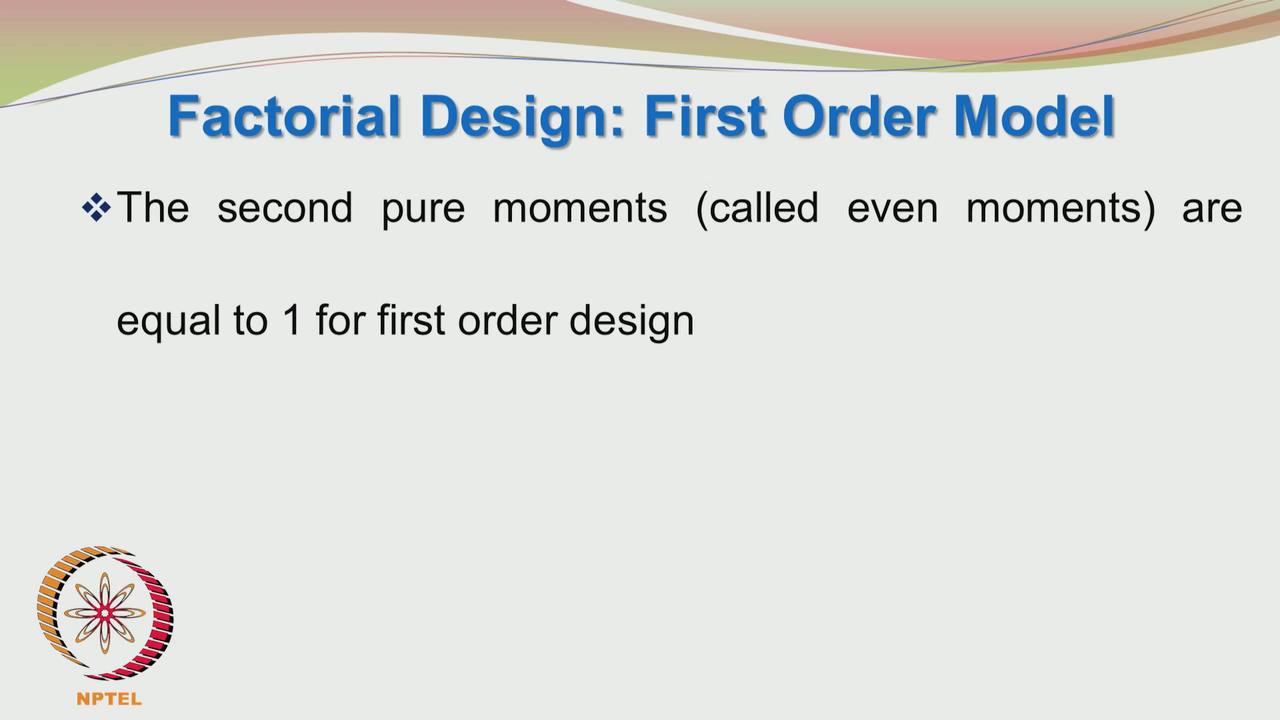 Factorial Design: First Order Model
❖The second pure moments (called even moments) are
equal to 1 for first order design
NPTEL